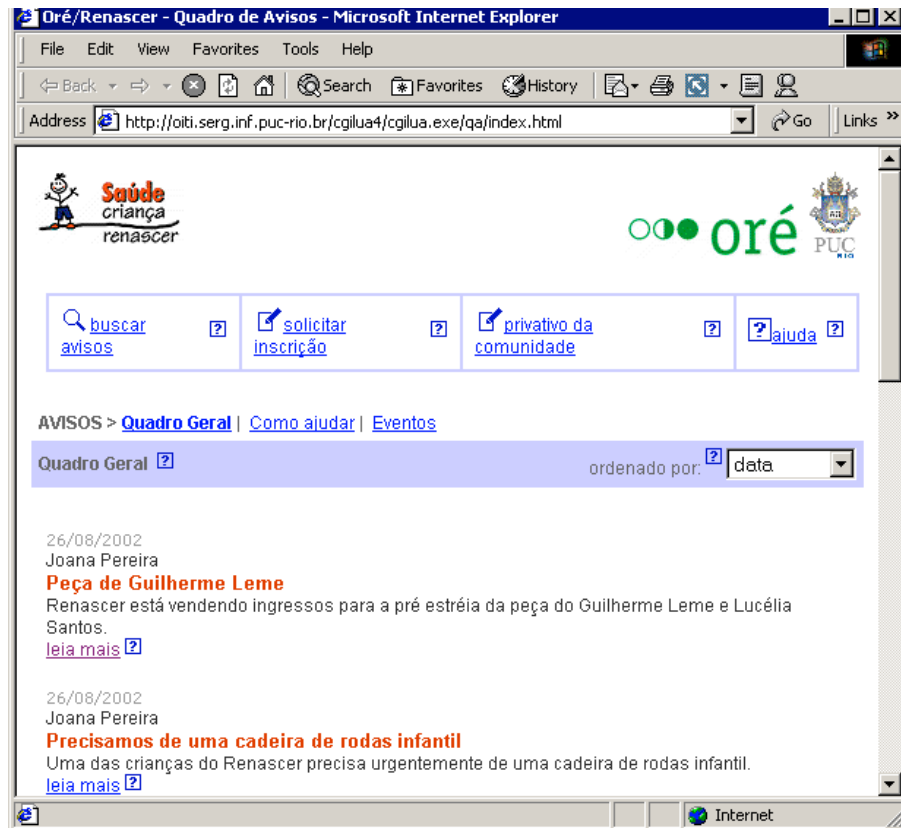 Oré/Renascer - Quadro de Avisos - Microsoft Internet Explorer
File Edit View Favorites Tools Help
Back Search Favorites History
Address http://oiti.serg.inf.puc-rio.br/cgilua4/cgilua.exe/qa/index.html Go Links »
Saúde
criança
renascer
oré
PUC
RIO
buscar avisos ?
solicitar inscrição ?
privativo da comunidade ?
? ajuda ?
AVISOS > Quadro Geral | Como ajudar | Eventos
Quadro Geral ? ordenado por: ? data
26/08/2002
Joana Pereira
Peça de Guilherme Leme
Renascer está vendendo ingressos para a pré estréia da peça do Guilherme Leme e Lucélia
Santos.
leia mais ?
26/08/2002
Joana Pereira
Precisamos de uma cadeira de rodas infantil
Uma das crianças do Renascer precisa urgentemente de uma cadeira de rodas infantil.
leia mais ?
Internet